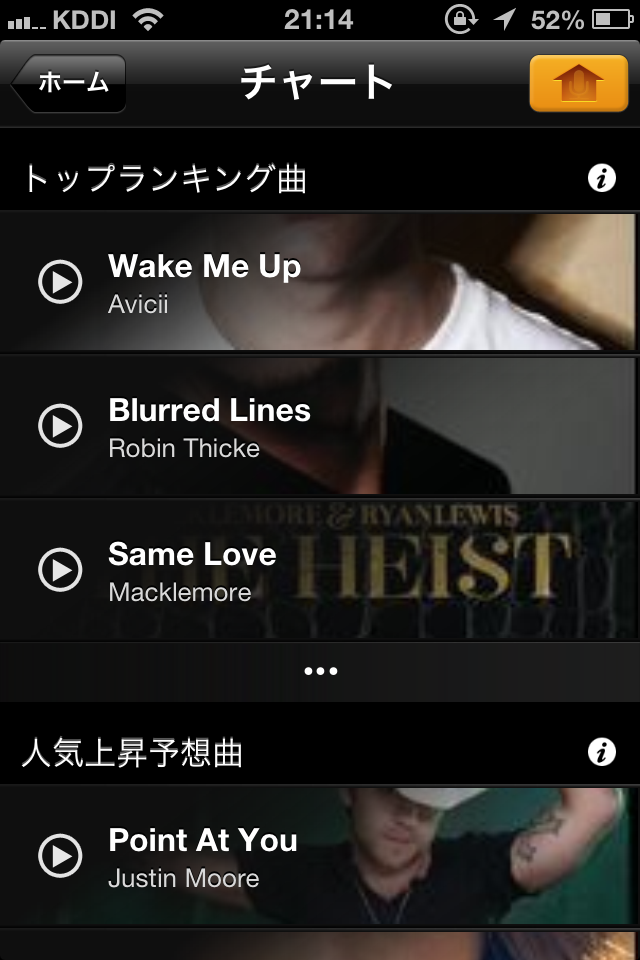 KDDI 21:14 52%
ホーム チャート
トップランキング曲
Wake Me Up
Avicii
Blurred Lines
Robin Thicke
KLEMORE & RYAN LEWIS
HEIST
Same Love
Macklemore
•••
人気上昇予想曲
Point At You
Justin Moore